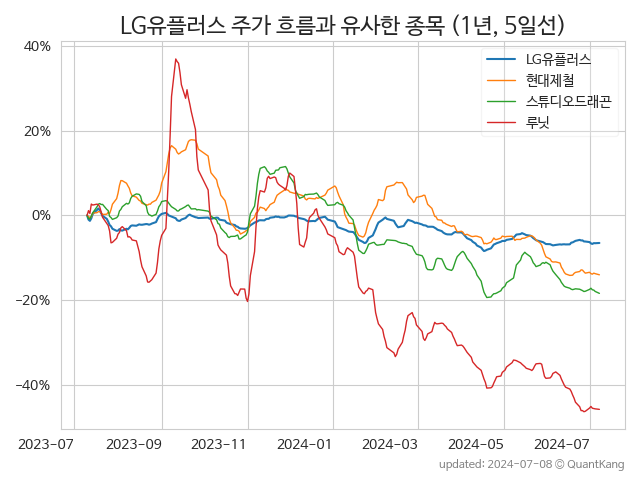 LG유플러스 주가 흐름과 유사한 종목 (1년, 5일선)
40%
20%
0%
−20%
−40%
LG유플러스
현대제철
스튜디오드래곤
루닛
2023-07 2023-09 2023-11 2024-01 2024-03 2024-05 2024-07
updated: 2024-07-08 © QuantKang